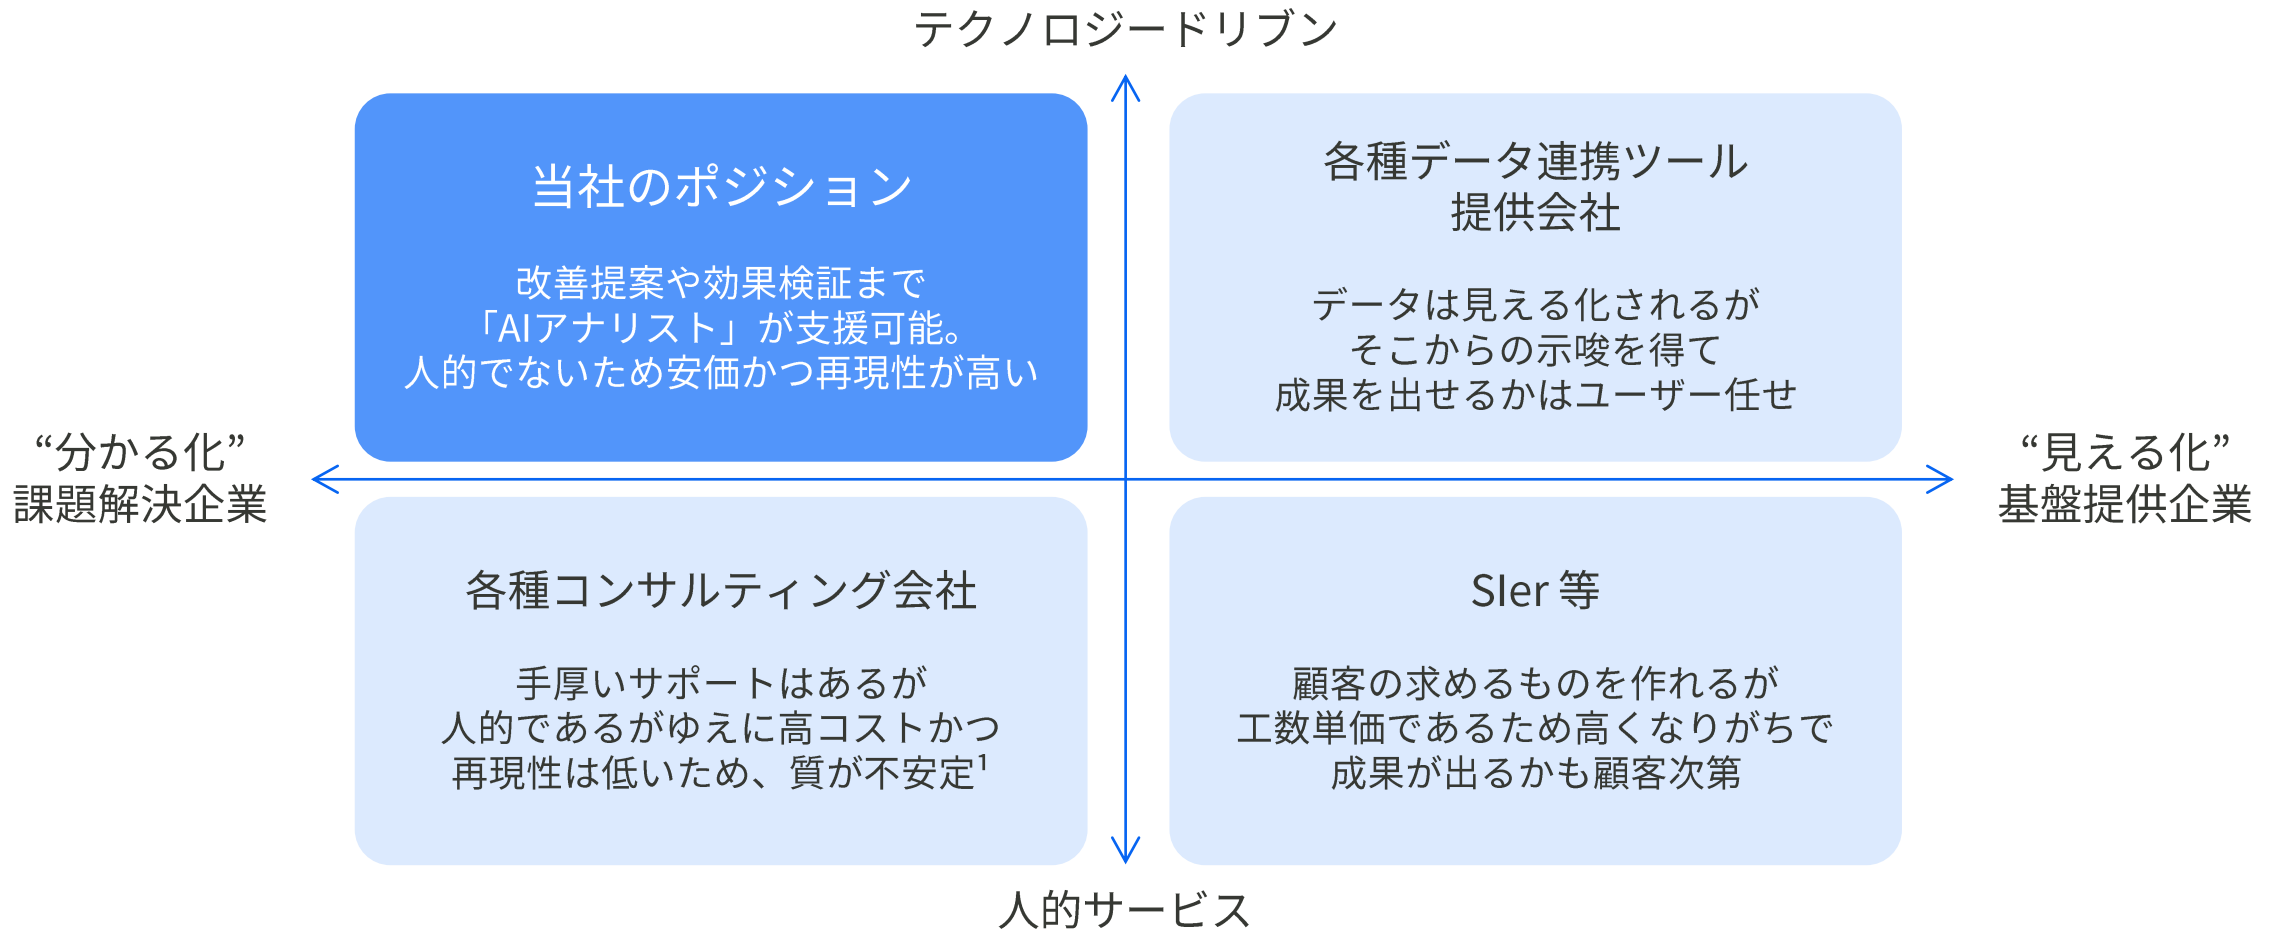 テクノロジードリブン
当社のポジション
改善提案や効果検証まで
「AIアナリスト」が支援可能。
人的でないため安価かつ再現性が高い
各種データ連携ツール
提供会社
データは見える化されるが
そこからの示唆を得て
成果を出せるかはユーザー任せ
“分かる化”
課題解決企業
“見える化”
基盤提供企業
各種コンサルティング会社
手厚いサポートはあるが
人的であるがゆえに高コストかつ
再現性は低いため、質が不安定¹
SIer 等
顧客の求めるものを作れるが
工数単価であるため高くなりがちで
成果が出るかも顧客次第
人的サービス